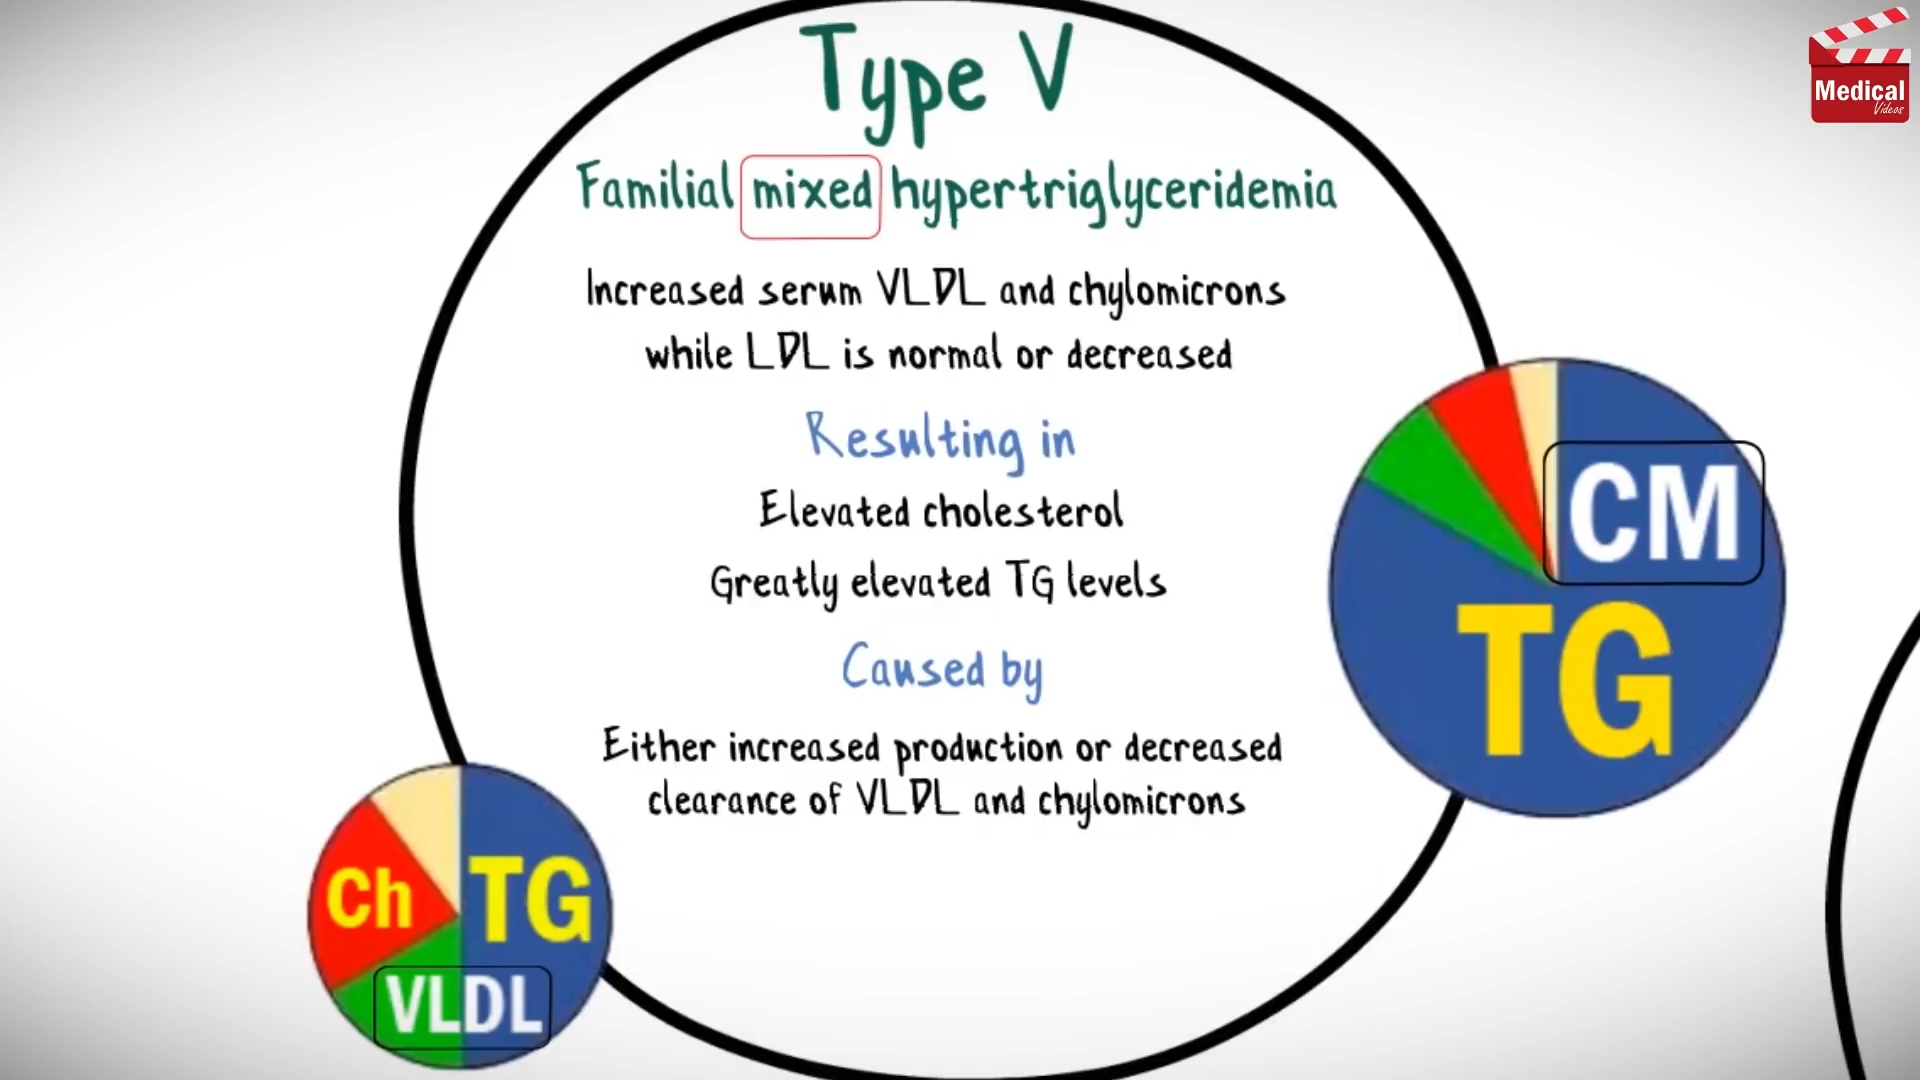 Type V
Medical
Videos
Familial mixed hypertriglyceridemia
Increased serum VLDL and chylomicrons
while LDL is normal or decreased
Resulting in
Elevated cholesterol
Greatly elevated TG levels
Caused by
Either increased production or decreased
clearance of VLDL and chylomicrons
CM
TG
Ch
TG
VLDL